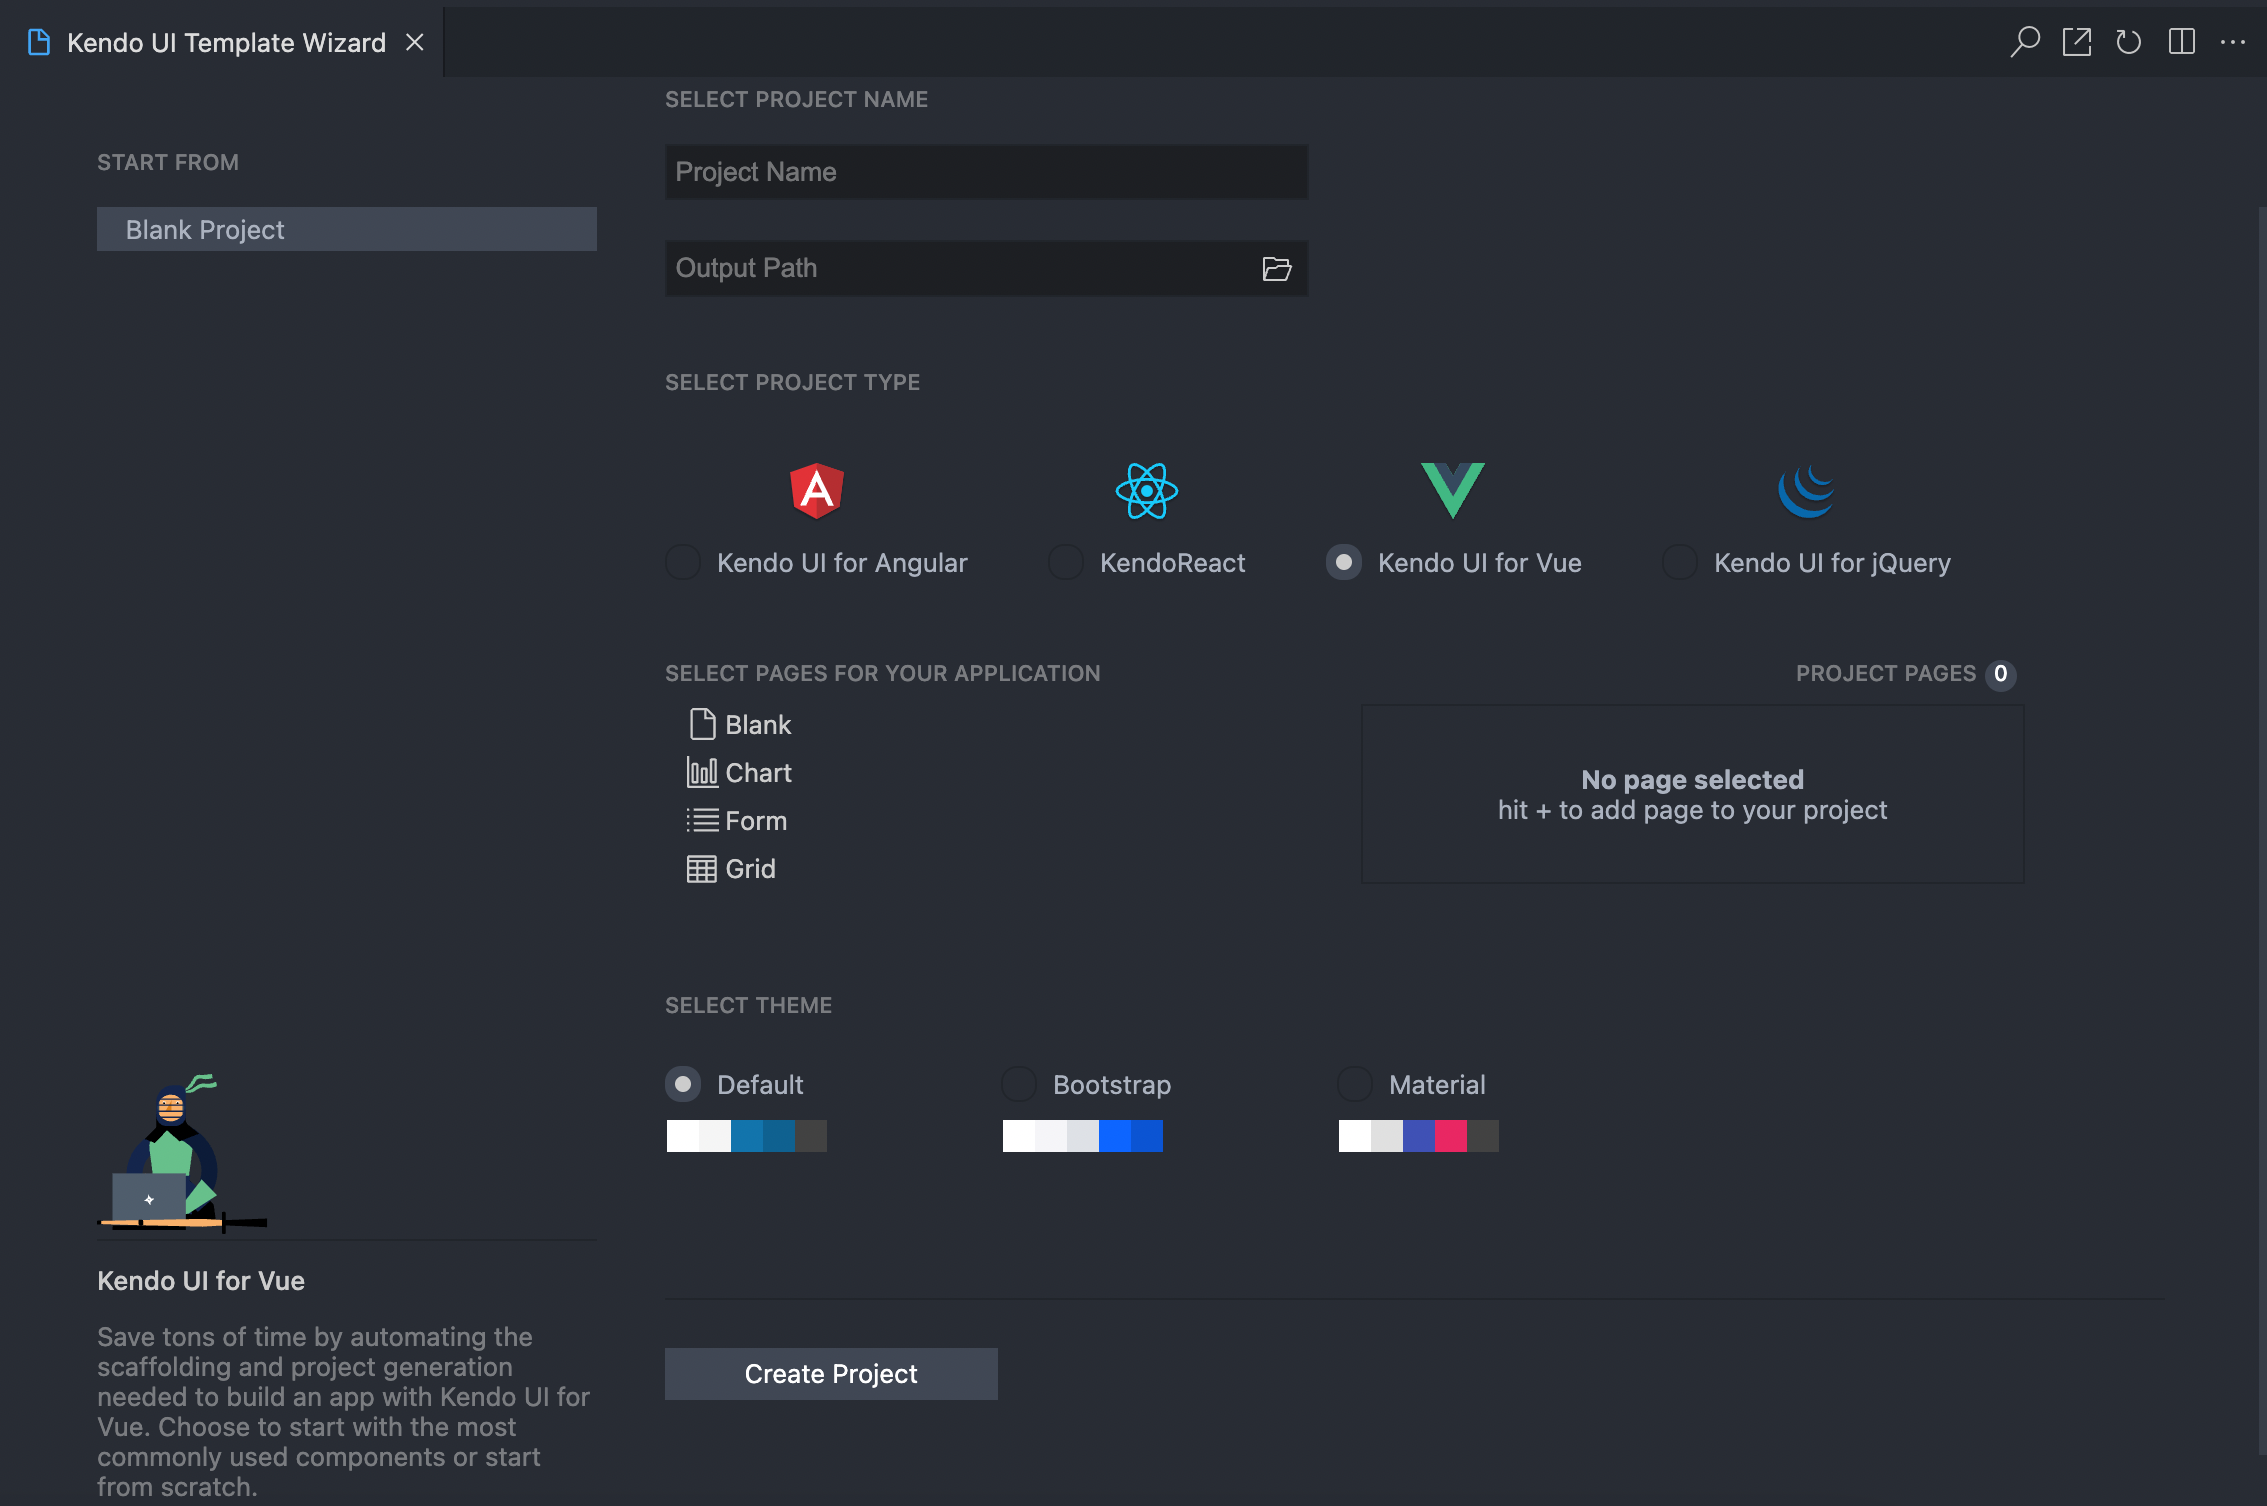 Kendo UI Template Wizard
START FROM
Blank Project
SELECT PROJECT NAME
Project Name
Output Path
SELECT PROJECT TYPE
Kendo UI for Angular
KendoReact
Kendo UI for Vue
Kendo UI for jQuery
SELECT PAGES FOR YOUR APPLICATION
Blank
Chart
Form
Grid
PROJECT PAGES 0
No page selected
hit + to add page to your project
SELECT THEME
Default
Bootstrap
Material
Create Project
Kendo UI for Vue
Save tons of time by automating the
scaffolding and project generation
needed to build an app with Kendo UI for
Vue. Choose to start with the most
commonly used components or start
from scratch.